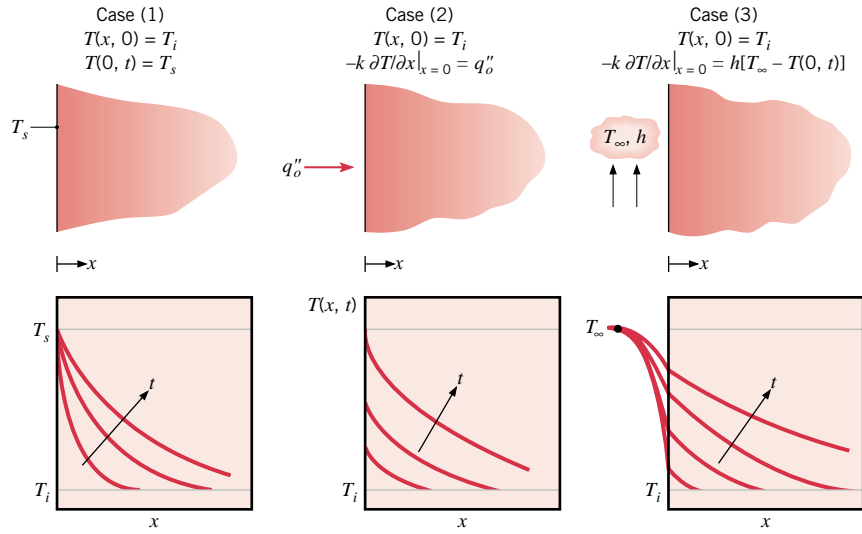 Case (1)
T(x, 0) = T_i
T(0, t) = T_s
T_s
x
T_s
t
T_i
x
Case (2)
T(x, 0) = T_i
–k ∂T/∂x|_{x = 0} = q″_o
q″_o
x
T(x, t)
t
T_i
x
Case (3)
T(x, 0) = T_i
–k ∂T/∂x|_{x = 0} = h[T_∞ – T(0, t)]
T_∞, h
x
T_∞
t
T_i
x